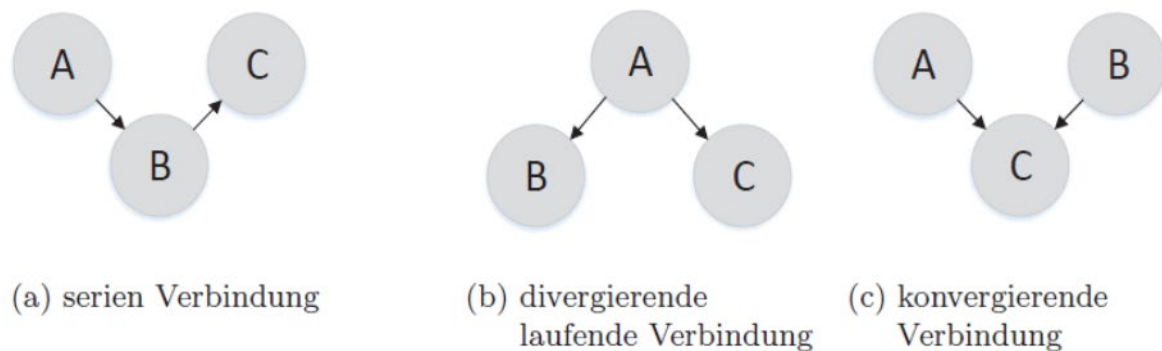 A
C
B
A
B
C
A
B
C
(a) serien Verbindung
(b) divergierende
laufende Verbindung
(c) konvergierende
Verbindung